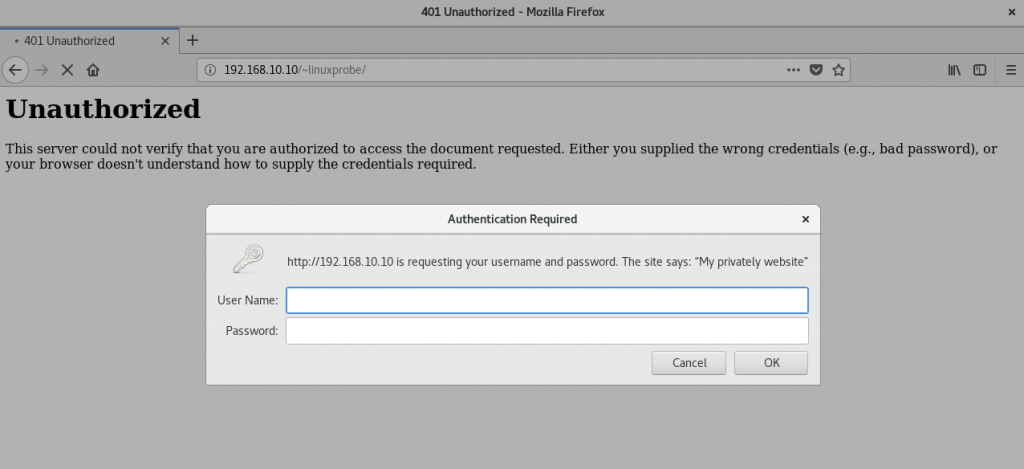 401 Unauthorized - Mozilla Firefox
401 Unauthorized
192.168.10.10/~linuxprobe/
Unauthorized
This server could not verify that you are authorized to access the document requested. Either you supplied the wrong credentials (e.g., bad password), or
your browser doesn't understand how to supply the credentials required.
Authentication Required
http://192.168.10.10 is requesting your username and password. The site says: “My privately website”
User Name:
Password:
Cancel OK